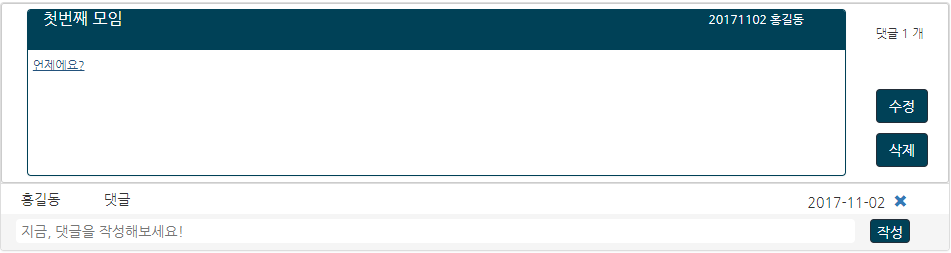 첫번째 모임 20171102 홍길동
댓글 1 개
언제에요?
수정
삭제
홍길동 댓글 2017-11-02
지금, 댓글을 작성해보세요! 작성